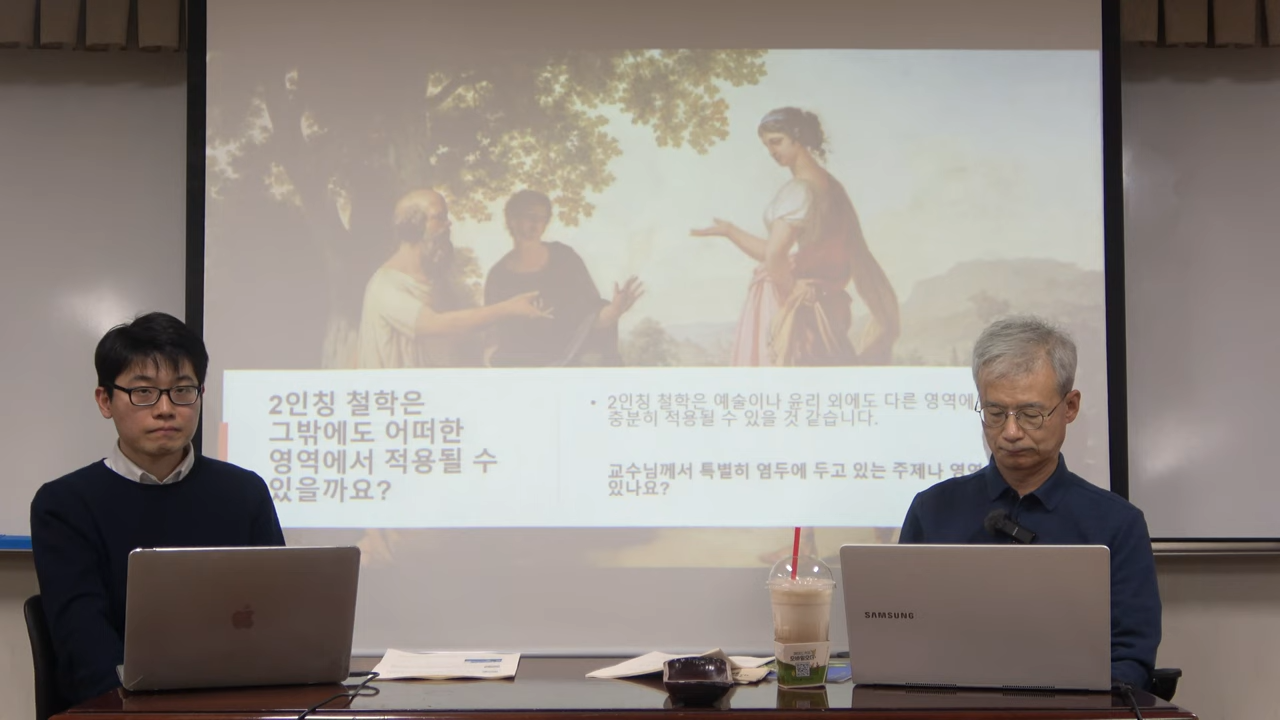 2인칭 철학은
그밖에도 어떠한
영역에서 적용될 수
있을까요?
• 2인칭 철학은 예술이나 윤리 외에도 다른 영역에
충분히 적용될 수 있을 것 같습니다.
교수님께서 특별히 염두에 두고 있는 주제나 영역
있나요?
SAMSUNG